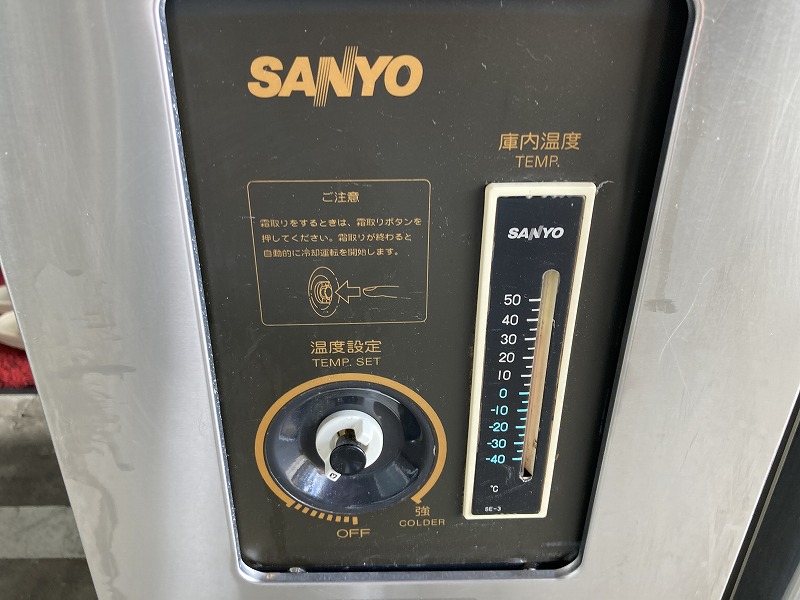 SANYO
庫内温度
TEMP.
ご注意
霜取りをするときは、霜取りボタンを
押してください。霜取りが終わると
自動的に冷却運転を開始します。
SANYO
50
40
30
20
10
0
-10
-20
-30
-40
°C
SE-3
温度設定
TEMP. SET
OFF
強
COLDER